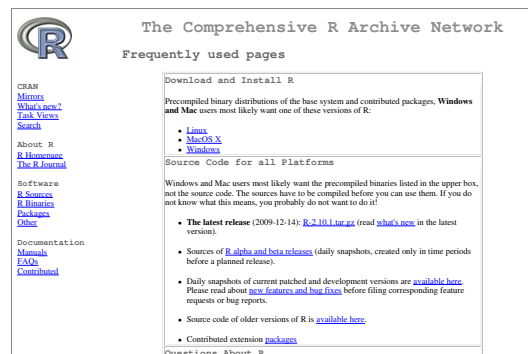 The Comprehensive R Archive Network
Frequently used pages
R
CRAN
Mirrors
What's new?
Task Views
Search
About R
R Homepage
The R Journal
Software
R Sources
R Binaries
Packages
Other
Documentation
Manuals
FAQs
Contributed
Download and Install R
Precompiled binary distributions of the base system and contributed packages, Windows
and Mac users most likely want one of these versions of R:
Linux
MacOS X
Windows
Source Code for all Platforms
Windows and Mac users most likely want the precompiled binaries listed in the upper box,
not the source code. The sources have to be compiled before you can use them. If you do
not know what this means, you probably do not want to do it!
The latest release (2009-12-14): R-2.10.1.tar.gz (read what's new in the latest
version).
Sources of R alpha and beta releases (daily snapshots, created only in time periods
before a planned release).
Daily snapshots of current patched and development versions are available here.
Please read about new features and bug fixes before filing corresponding feature
requests or bug reports.
Source code of older versions of R is available here.
Contributed extension packages
Questions About R